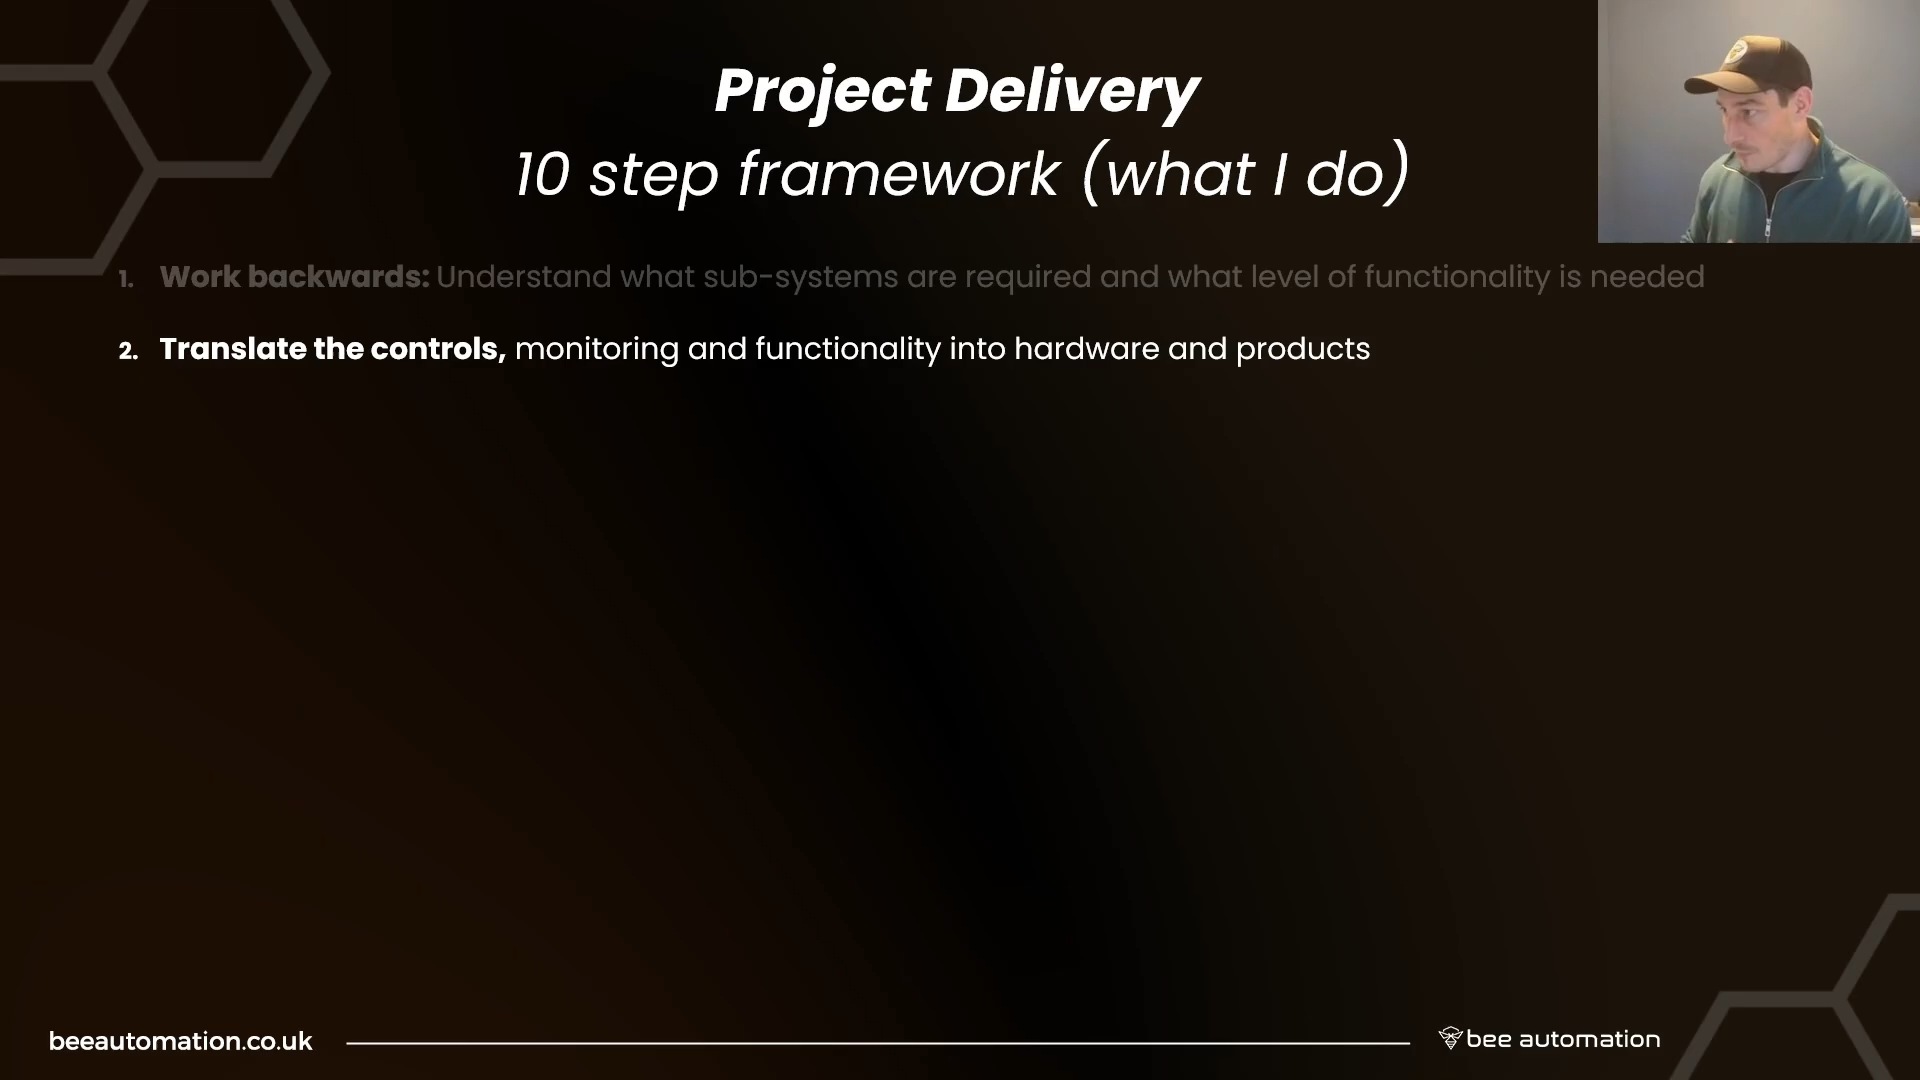 Project Delivery
10 step framework (what I do)
1. Work backwards: Understand what sub-systems are required and what level of functionality is needed
2. Translate the controls, monitoring and functionality into hardware and products
beeautomation.co.uk
bee automation